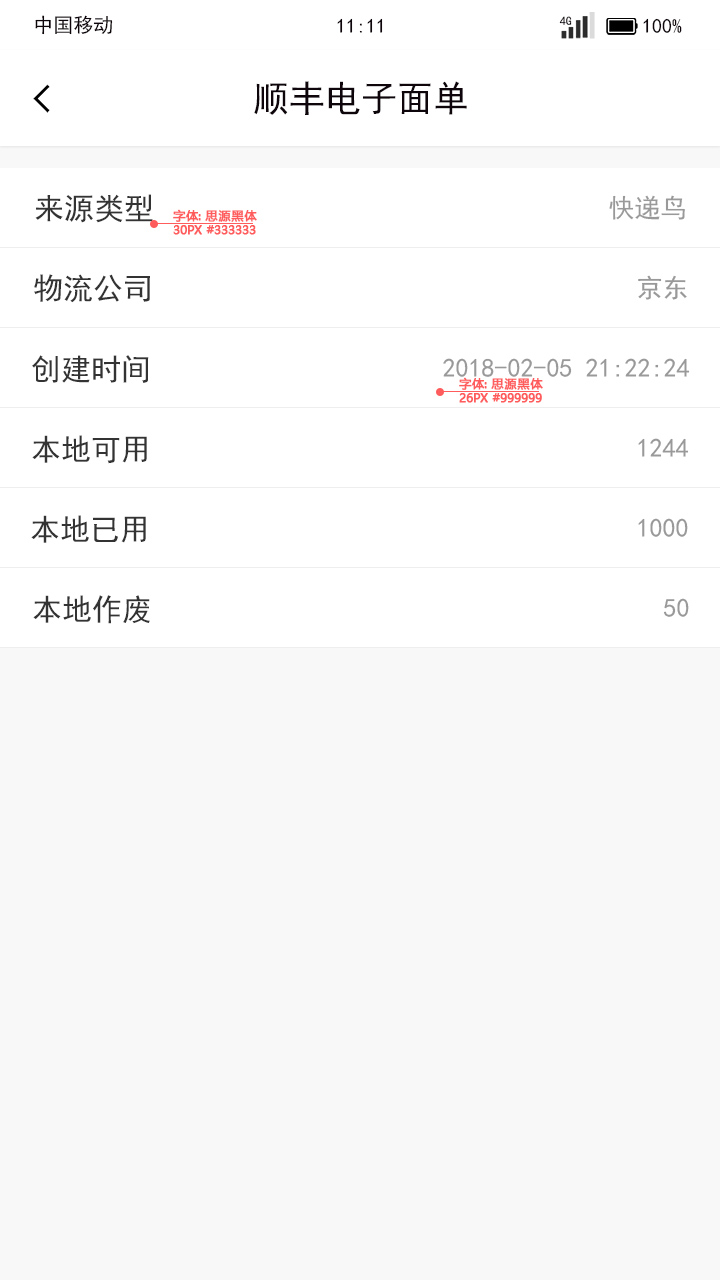 中国移动 11:11 4G 100%
顺丰电子面单
来源类型 快递鸟
字体: 思源黑体
30PX #333333
物流公司 京东
创建时间 2018-02-05 21:22:24
字体: 思源黑体
26PX #999999
本地可用 1244
本地已用 1000
本地作废 50